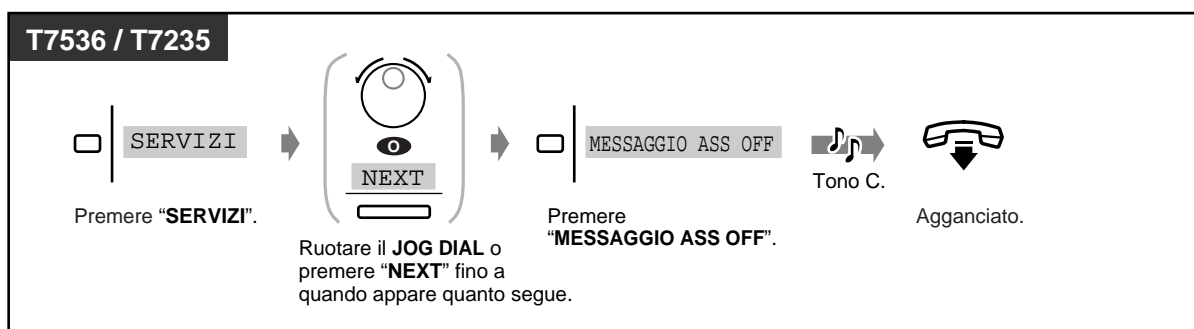 T7536 / T7235
SERVIZI
Premere “SERVIZI”.
O
NEXT
Ruotare il JOG DIAL o
premere “NEXT” fino a
quando appare quanto segue.
MESSAGGIO ASS OFF
Premere
“MESSAGGIO ASS OFF”.
Tono C.
Agganciato.